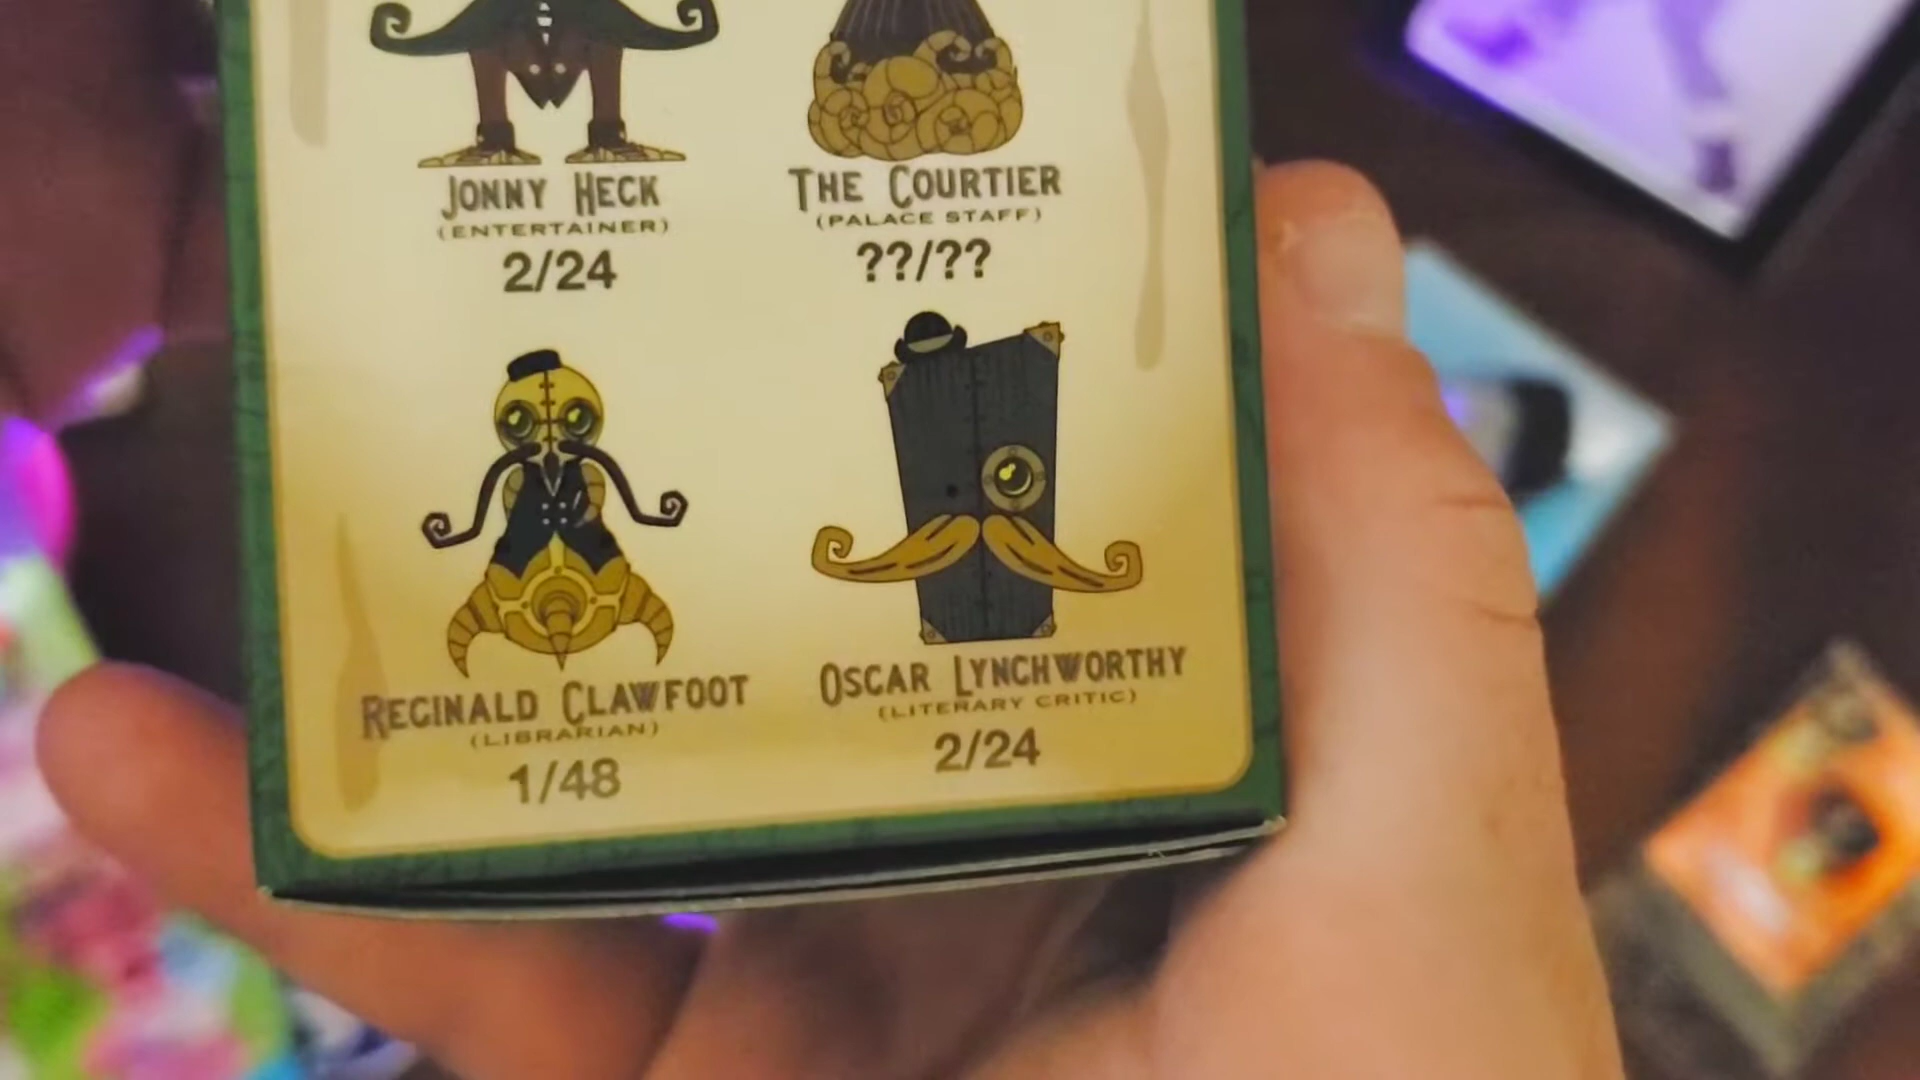 JONNY HECK
(ENTERTAINER)
2/24
THE COURTIER
(PALACE STAFF)
??/??
REGINALD CLAWFOOT
(LIBRARIAN)
1/48
OSCAR LYNCHWORTHY
(LITERARY CRITIC)
2/24